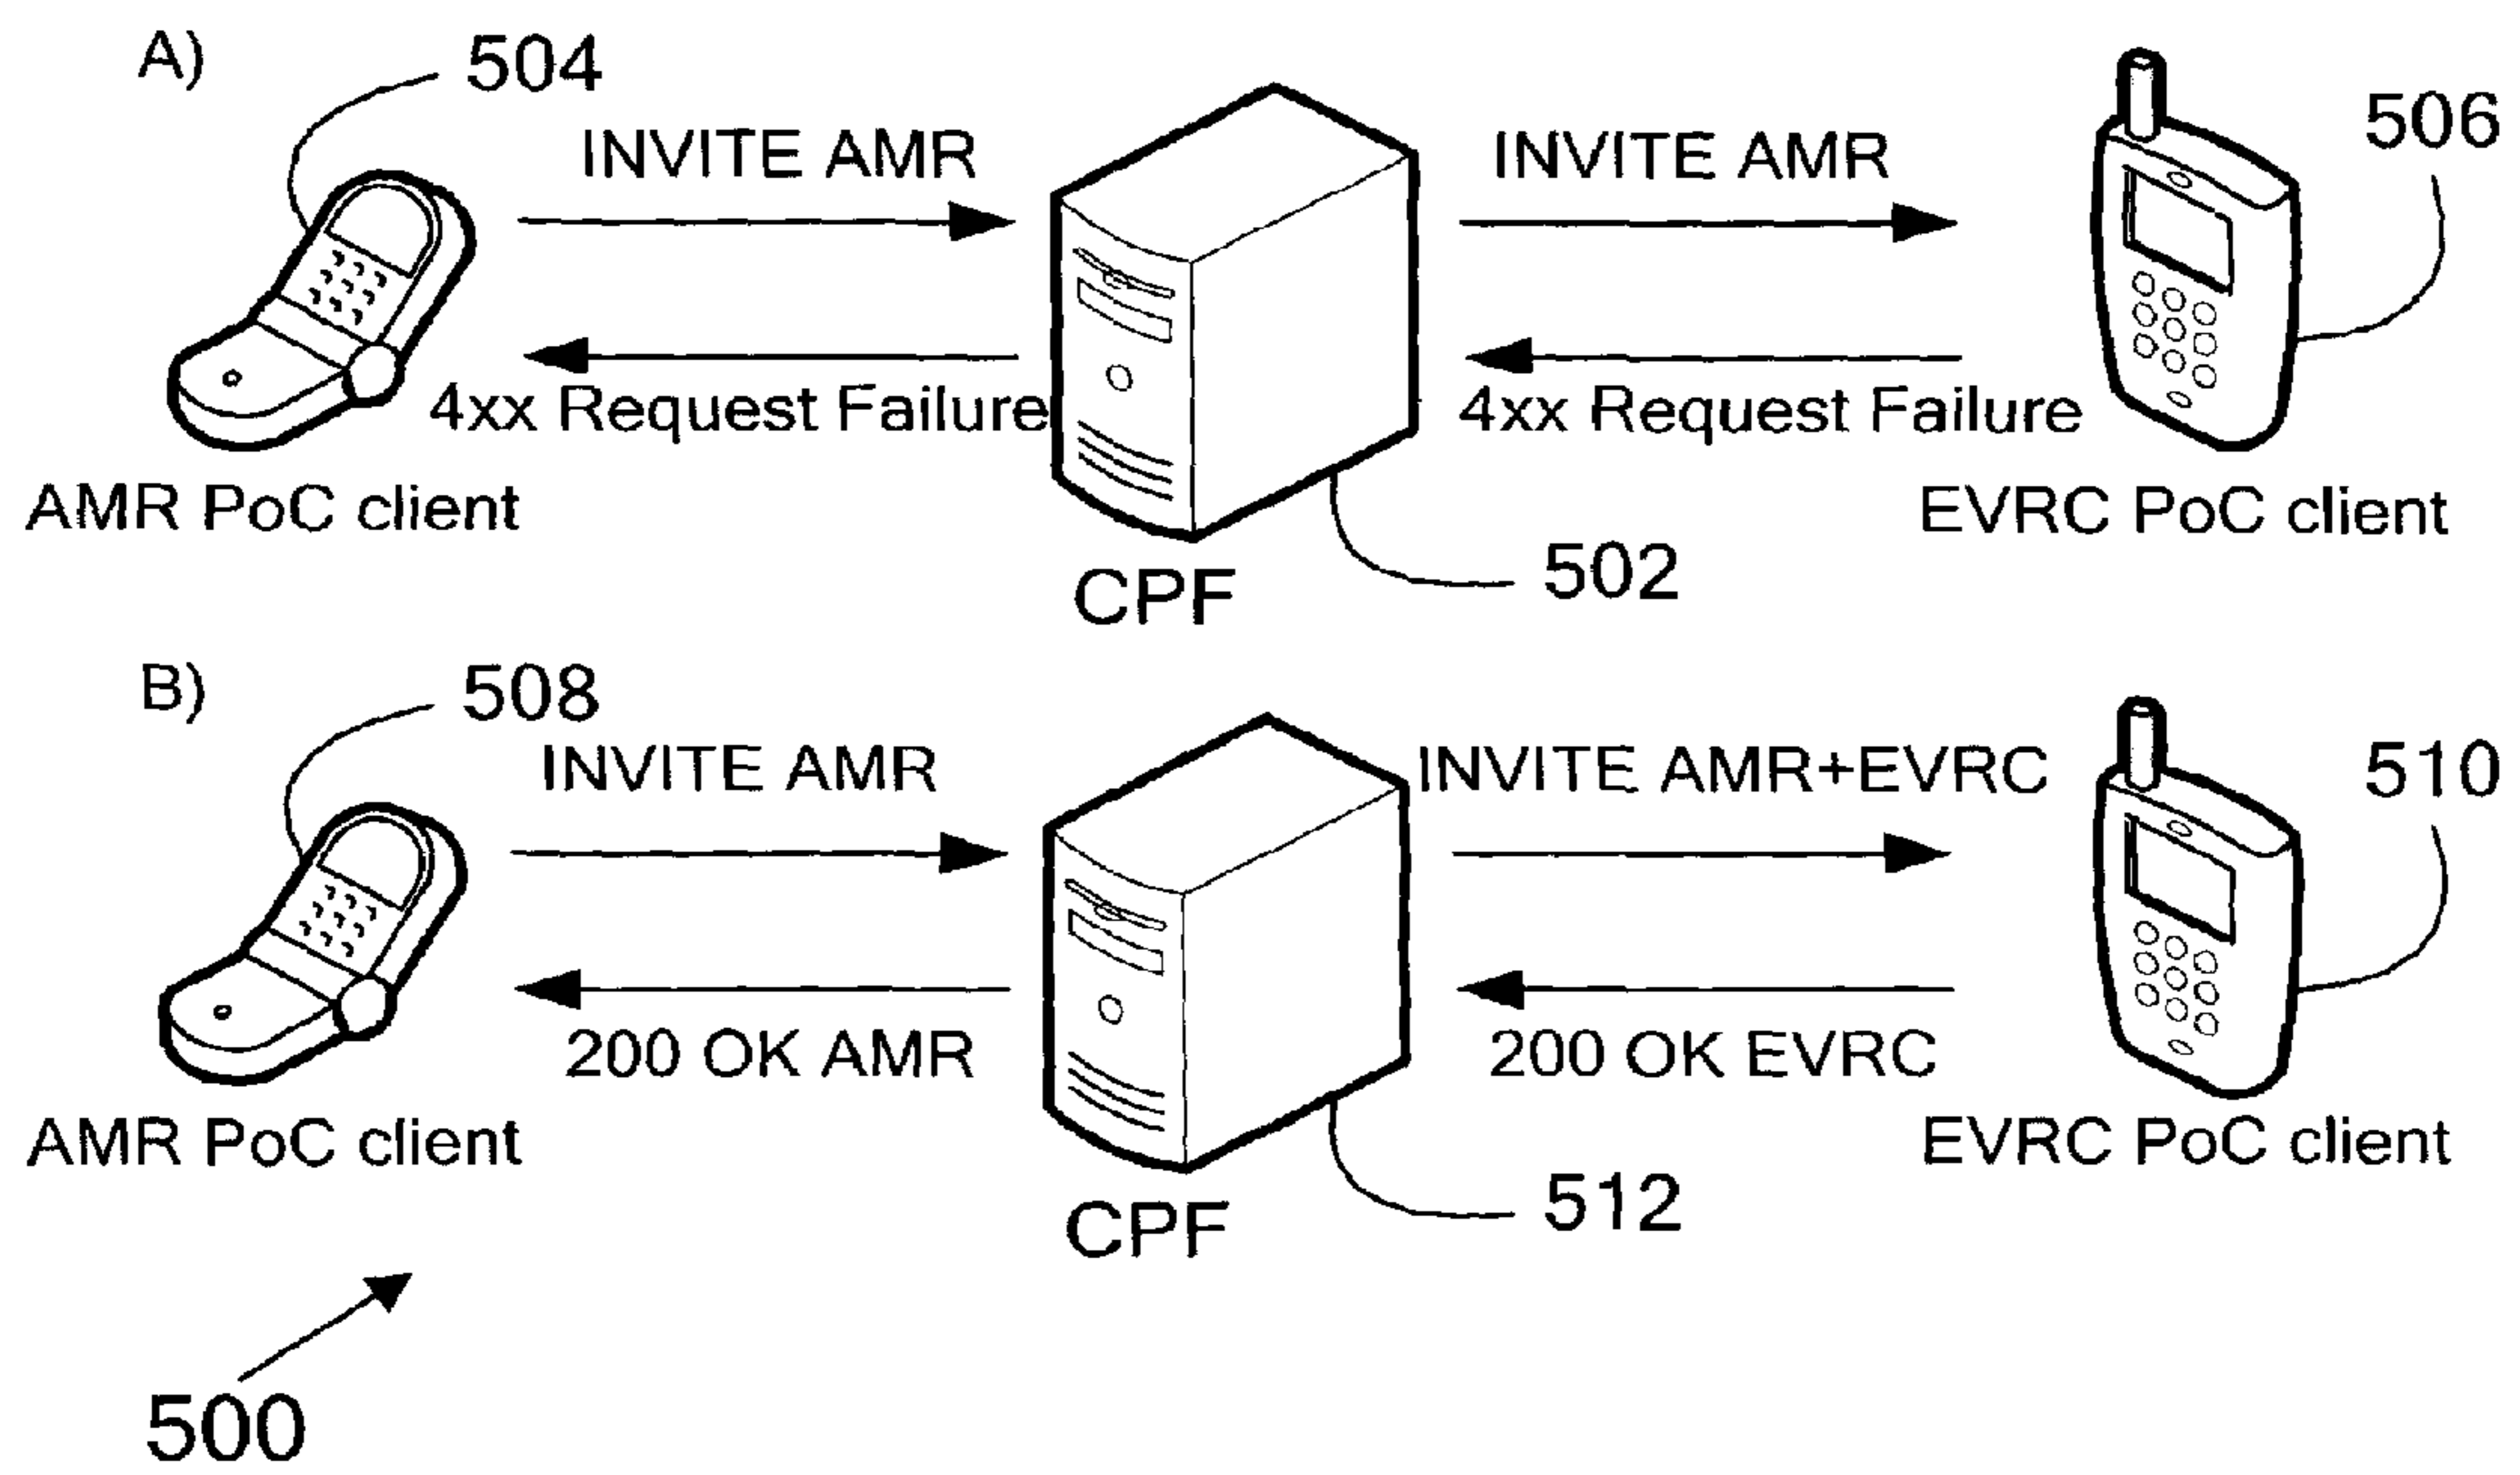 A)
504
506
INVITE AMR
INVITE AMR
4xx Request Failure
4xx Request Failure
AMR PoC client
EVRC PoC client
502
CPF
B)
508
510
INVITE AMR
INVITE AMR+EVRC
200 OK AMR
200 OK EVRC
AMR PoC client
EVRC PoC client
512
CPF
500